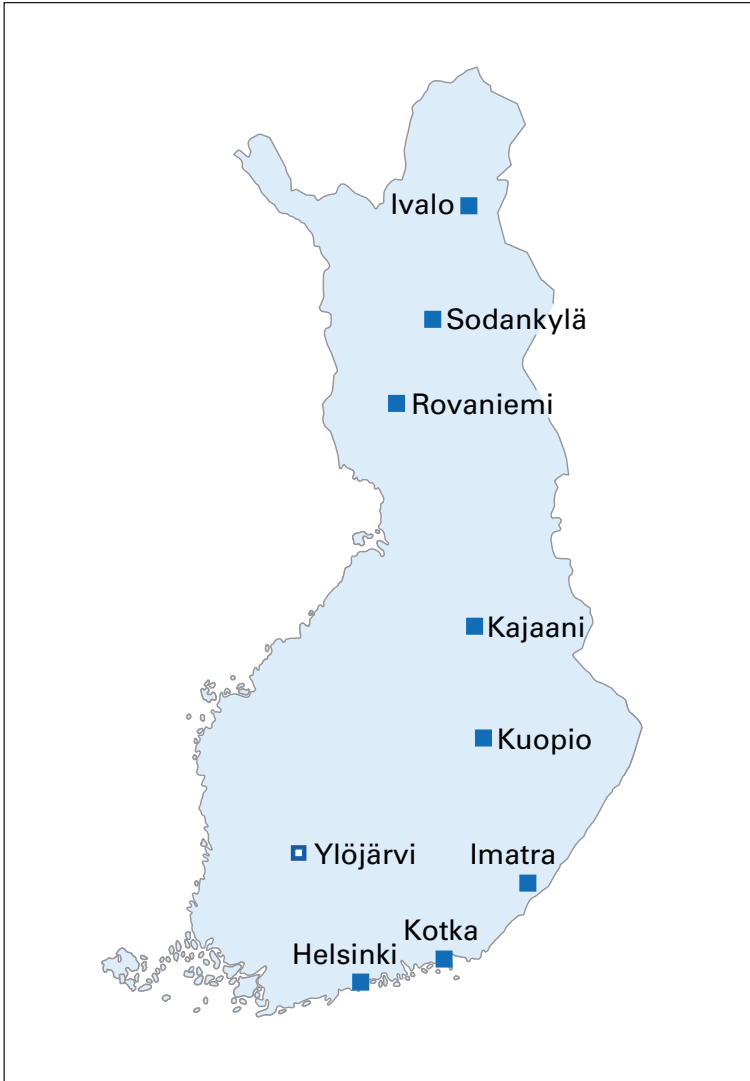 Ivalo
Sodankylä
Rovaniemi
Kajaani
Kuopio
Ylöjärvi
Imatra
Kotka
Helsinki